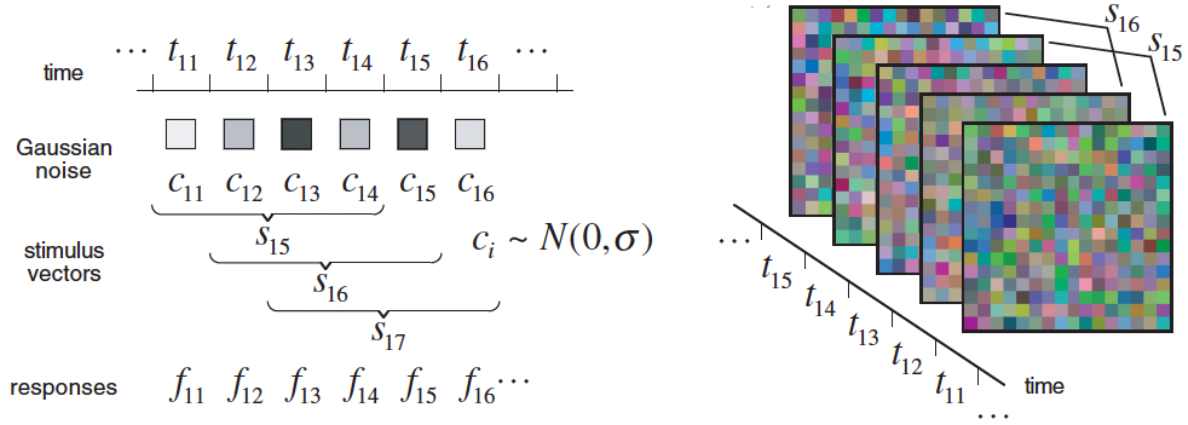 ⋯ t₁₁ t₁₂ t₁₃ t₁₄ t₁₅ t₁₆ ⋯
time
Gaussian
noise
c₁₁ c₁₂ c₁₃ c₁₄ c₁₅ c₁₆
s₁₅
cᵢ ~ N(0,σ)
stimulus
vectors
s₁₆
s₁₇
responses
f₁₁ f₁₂ f₁₃ f₁₄ f₁₅ f₁₆ ⋯
s₁₆
s₁₅
⋯
t₁₅
t₁₄
t₁₃
t₁₂
t₁₁
time
⋯